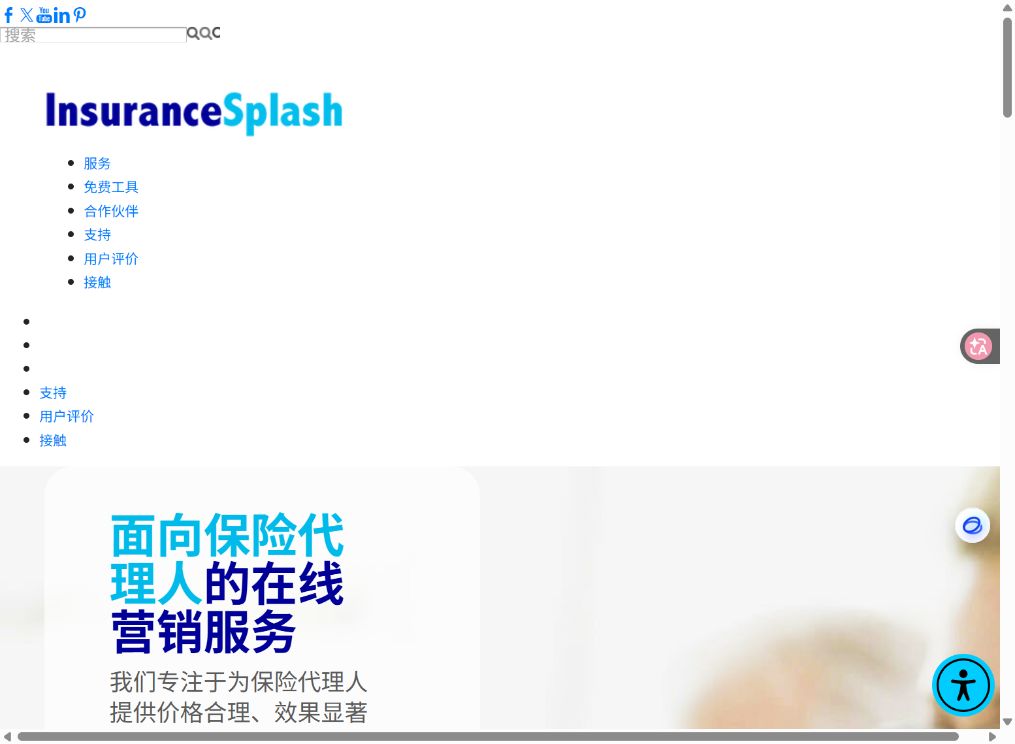 搜索
InsuranceSplash
服务
免费工具
合作伙伴
支持
用户评价
接触
支持
用户评价
接触
面向保险代
理人的在线
营销服务
我们专注于为保险代理人
提供价格合理、效果显著